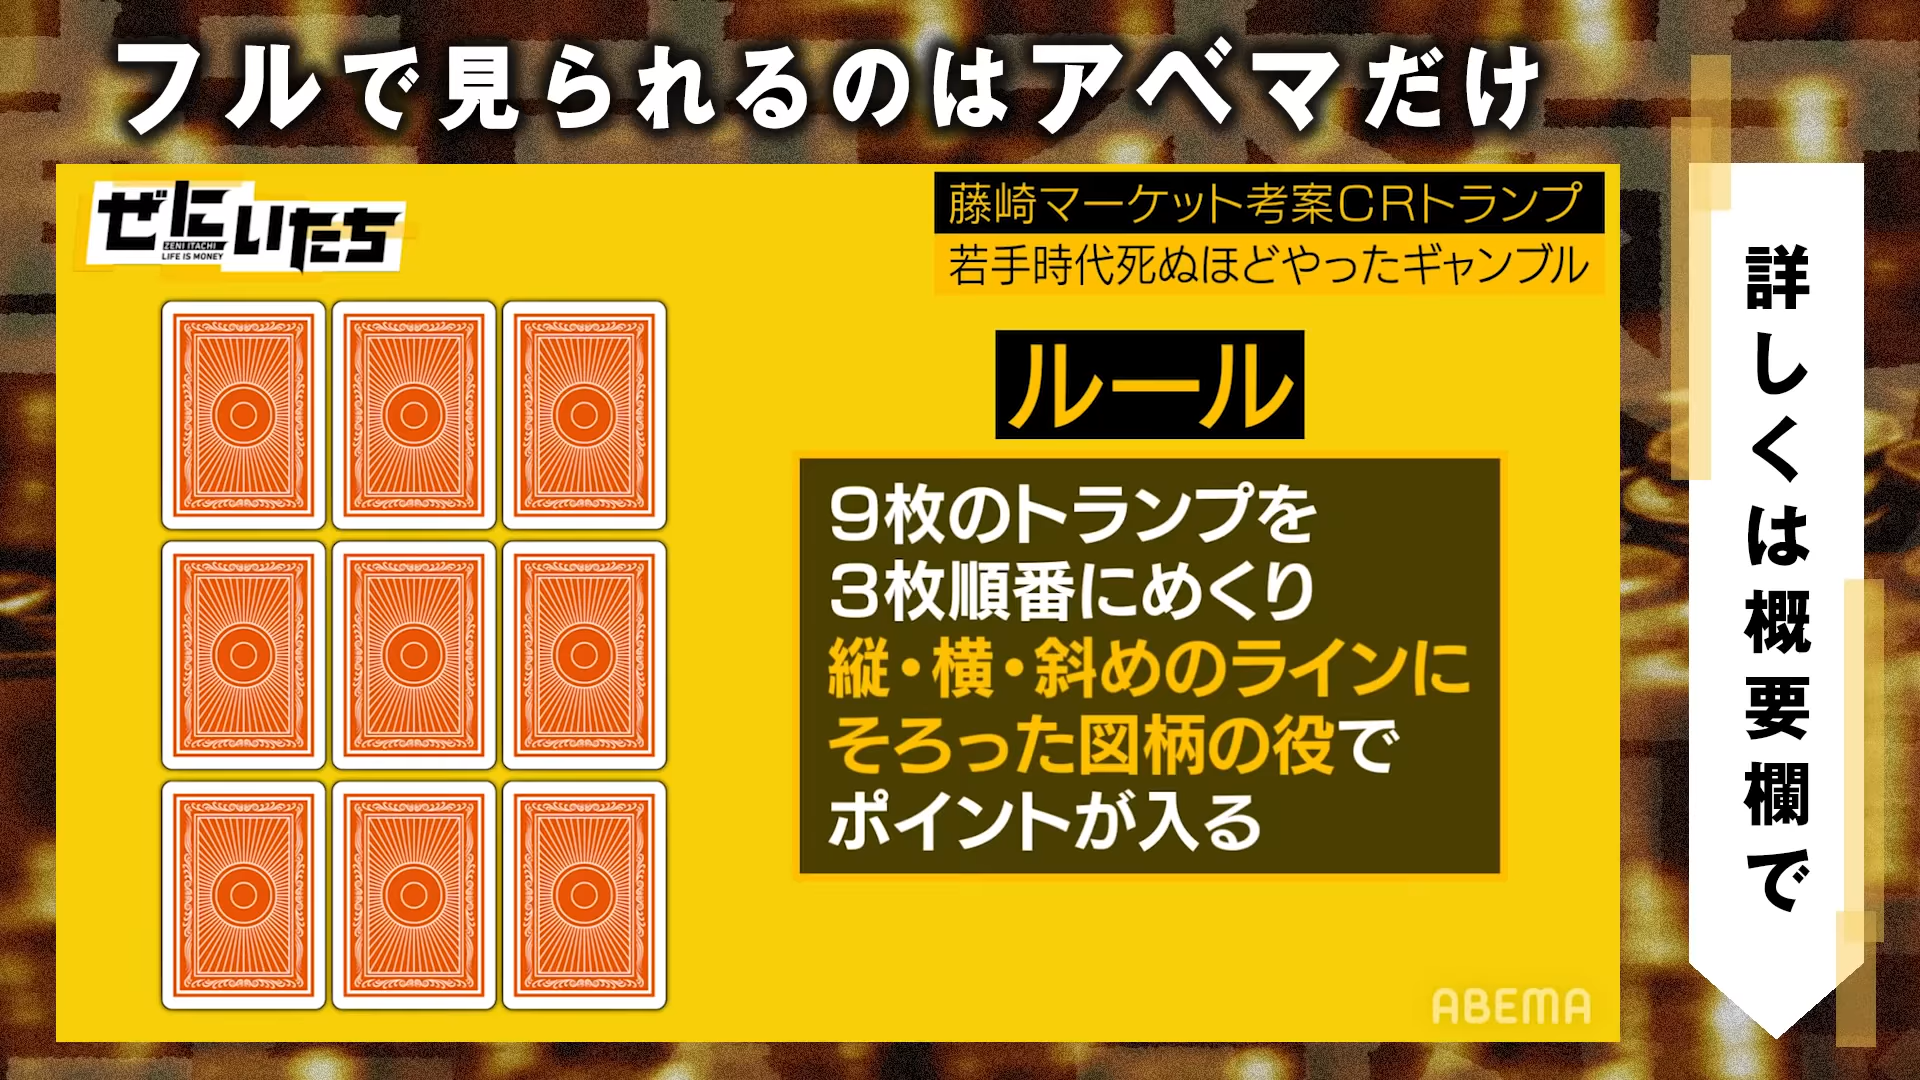 フルで見られるのはアベマだけ
ぜにいたち
ZENI ITACHI
LIFE IS MONEY
藤崎マーケット考案CRトランプ
若手時代死ぬほどやったギャンブル
ルール
9枚のトランプを
3枚順番にめくり
縦・横・斜めのラインに
そろった図柄の役で
ポイントが入る
ABEMA
詳しくは概要欄で